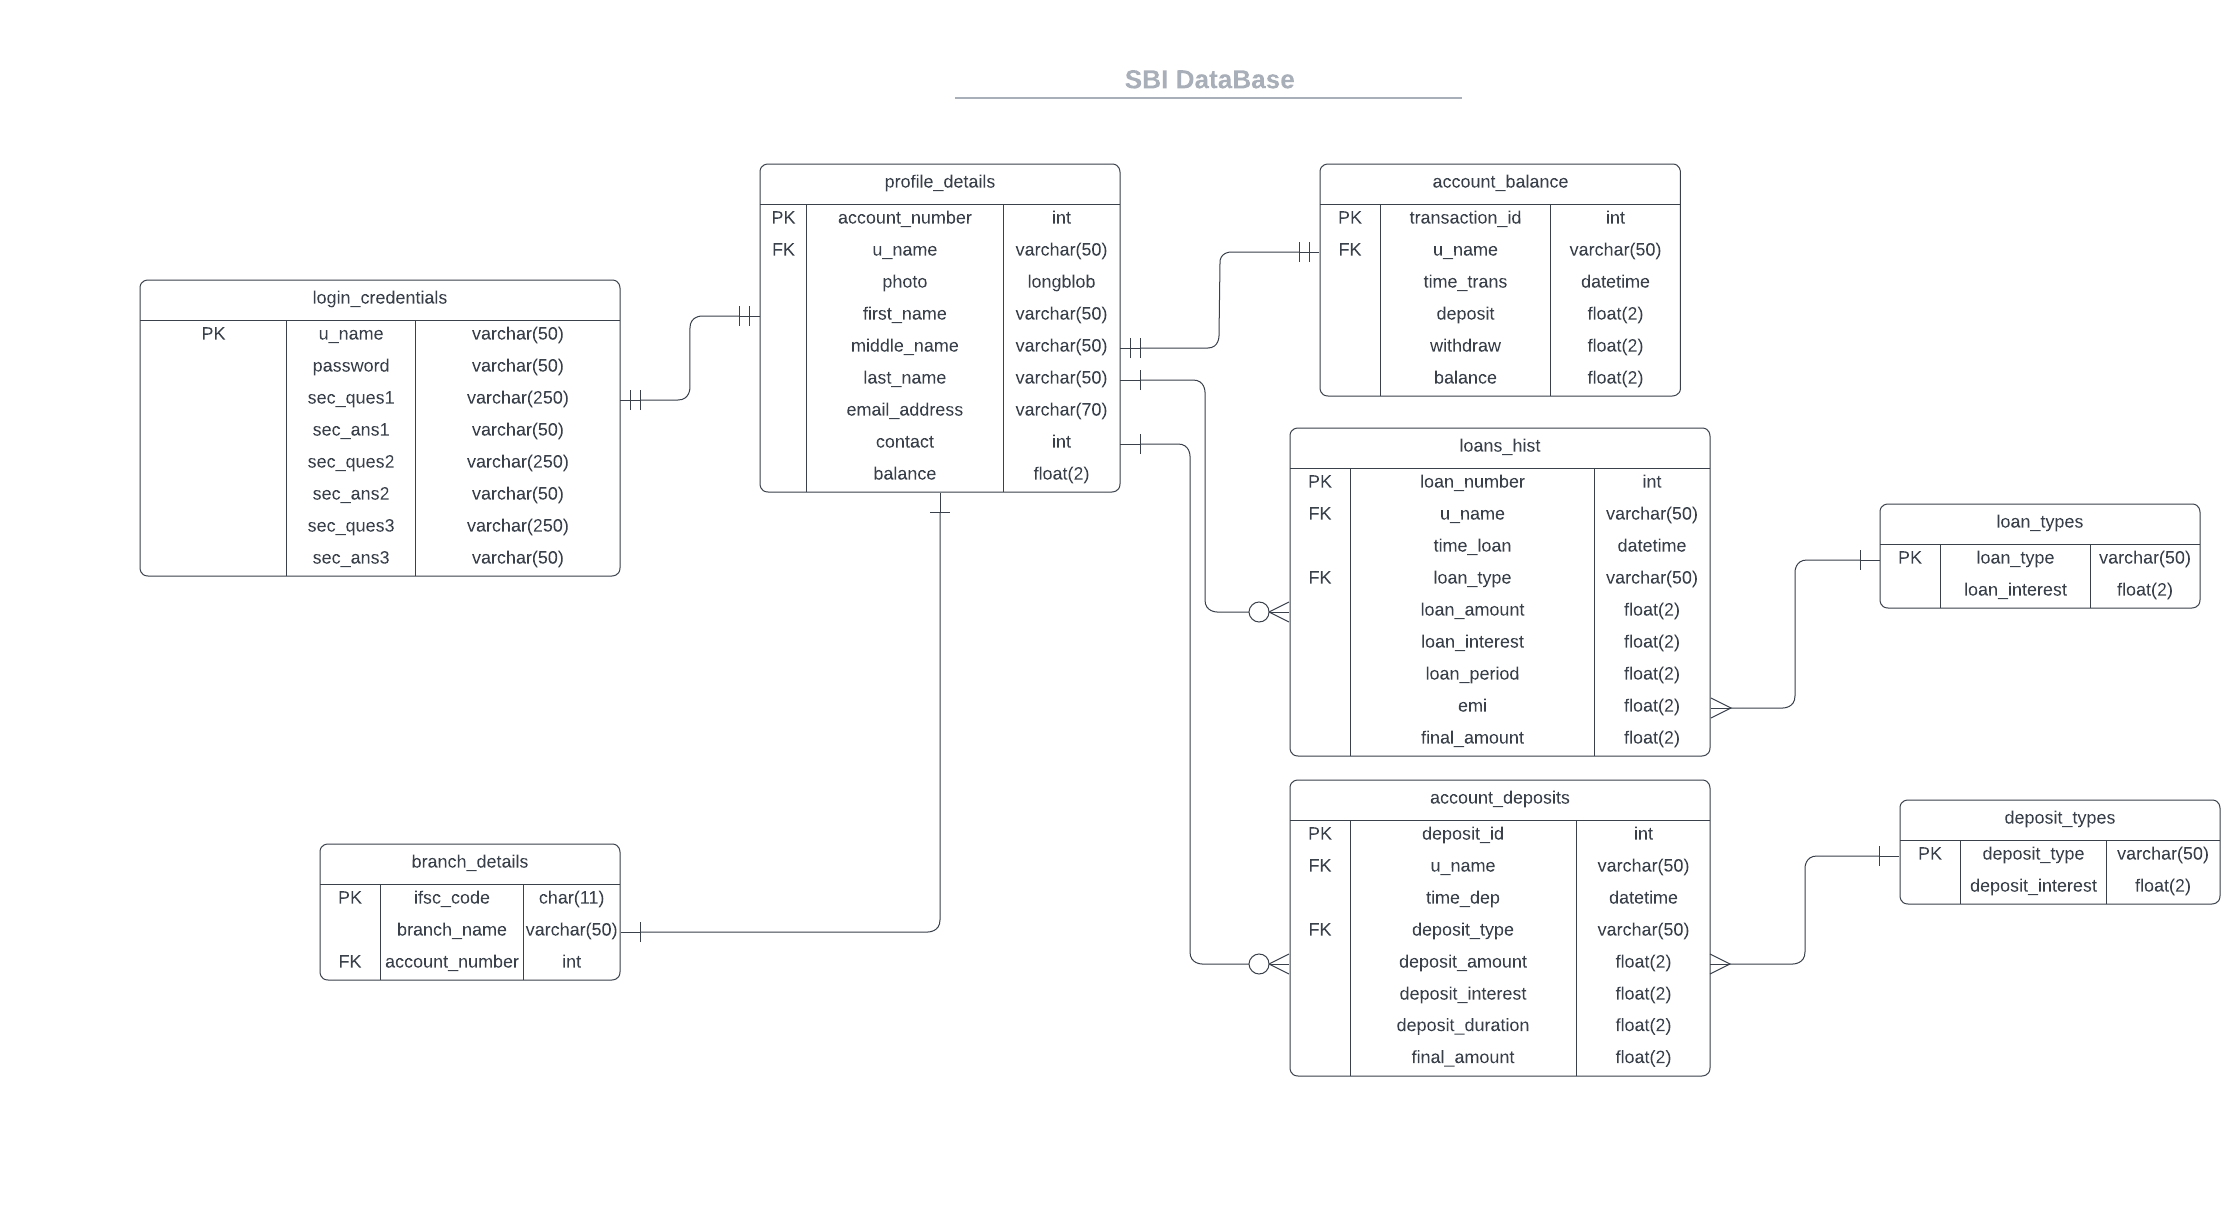 SBI DataBase
login_credentials
PK u_name varchar(50)
password varchar(50)
sec_ques1 varchar(250)
sec_ans1 varchar(50)
sec_ques2 varchar(250)
sec_ans2 varchar(50)
sec_ques3 varchar(250)
sec_ans3 varchar(50)
profile_details
PK account_number int
FK u_name varchar(50)
photo longblob
first_name varchar(50)
middle_name varchar(50)
last_name varchar(50)
email_address varchar(70)
contact int
balance float(2)
account_balance
PK transaction_id int
FK u_name varchar(50)
time_trans datetime
deposit float(2)
withdraw float(2)
balance float(2)
loans_hist
PK loan_number int
FK u_name varchar(50)
time_loan datetime
FK loan_type varchar(50)
loan_amount float(2)
loan_interest float(2)
loan_period float(2)
emi float(2)
final_amount float(2)
loan_types
PK loan_type varchar(50)
loan_interest float(2)
branch_details
PK ifsc_code char(11)
branch_name varchar(50)
FK account_number int
account_deposits
PK deposit_id int
FK u_name varchar(50)
time_dep datetime
FK deposit_type varchar(50)
deposit_amount float(2)
deposit_interest float(2)
deposit_duration float(2)
final_amount float(2)
deposit_types
PK deposit_type varchar(50)
deposit_interest float(2)